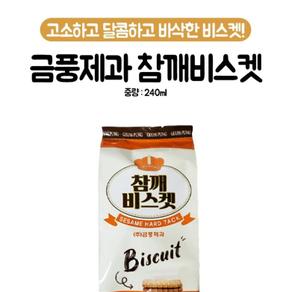 고소하고 달콤하고 바삭한 비스켓!
금풍제과 참깨비스켓
중량 : 240ml
참깨
비스켓
SESAME HARD TACK
(주)금풍제과
Biscuit